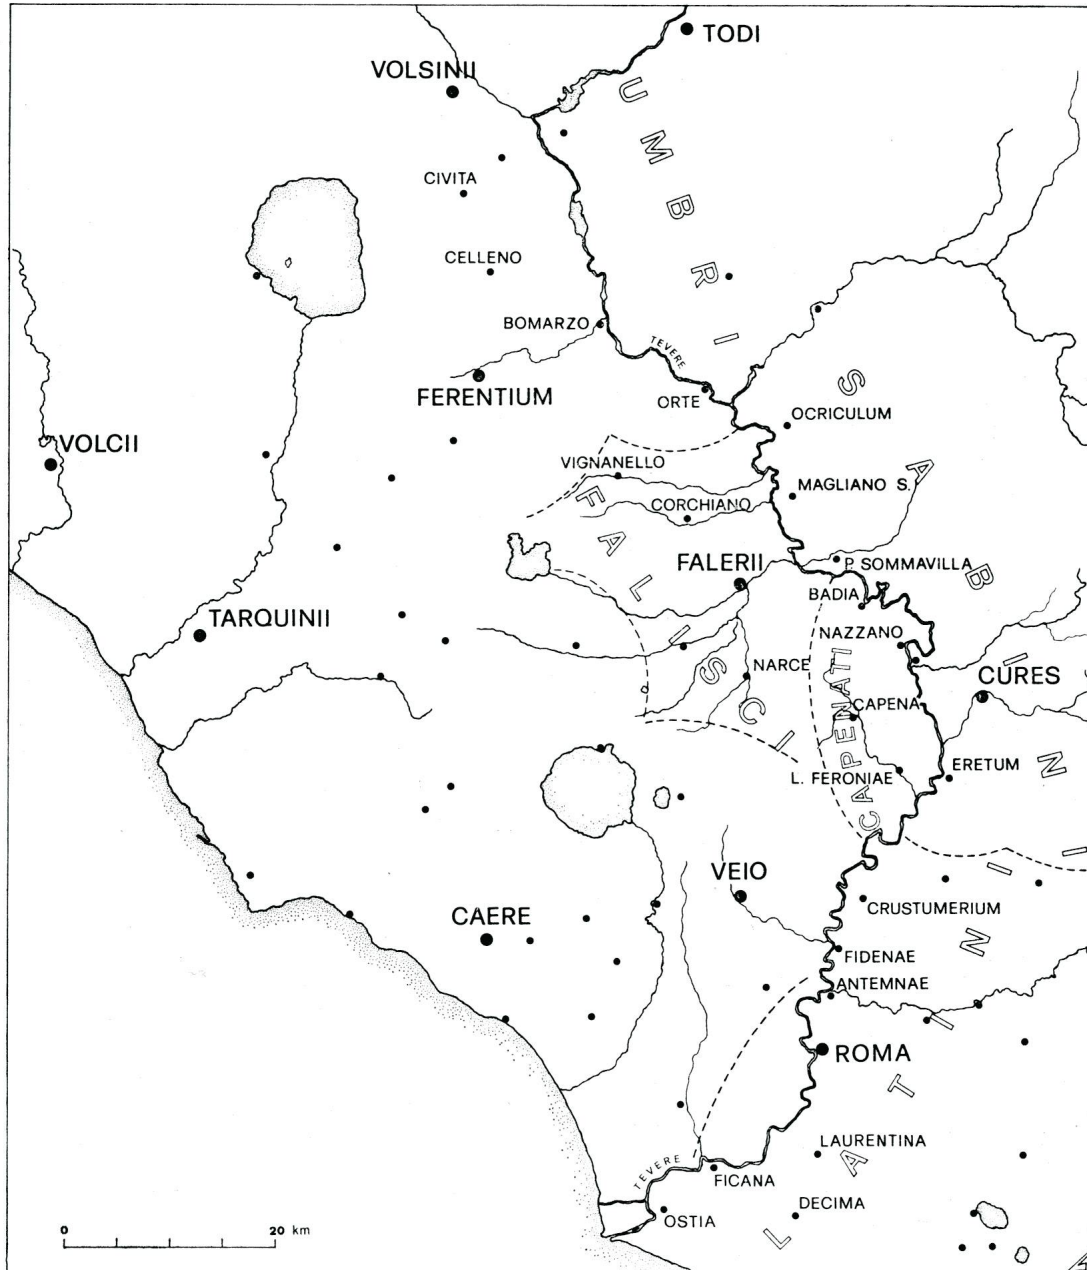 TODI
VOLSINII
UMBRI
CIVITA
CELLENO
BOMARZO
TEVERE
FERENTIUM
ORTE
SABINI
OCRICULUM
VOLCII
VIGNANELLO
MAGLIANO S.
CORCHIANO
FALISCI
FALERII
P. SOMMAVILLA
BADIA
TARQUINII
NAZZANO
NARCE
CURES
CAPENATI
CAPENA
L. FERONIAE
ERETUM
VEIO
CRUSTUMERIUM
CAERE
FIDENAE
ANTEMNAE
ROMA
LATINI
LAURENTINA
TEVERE
FICANA
DECIMA
OSTIA
0 20 km